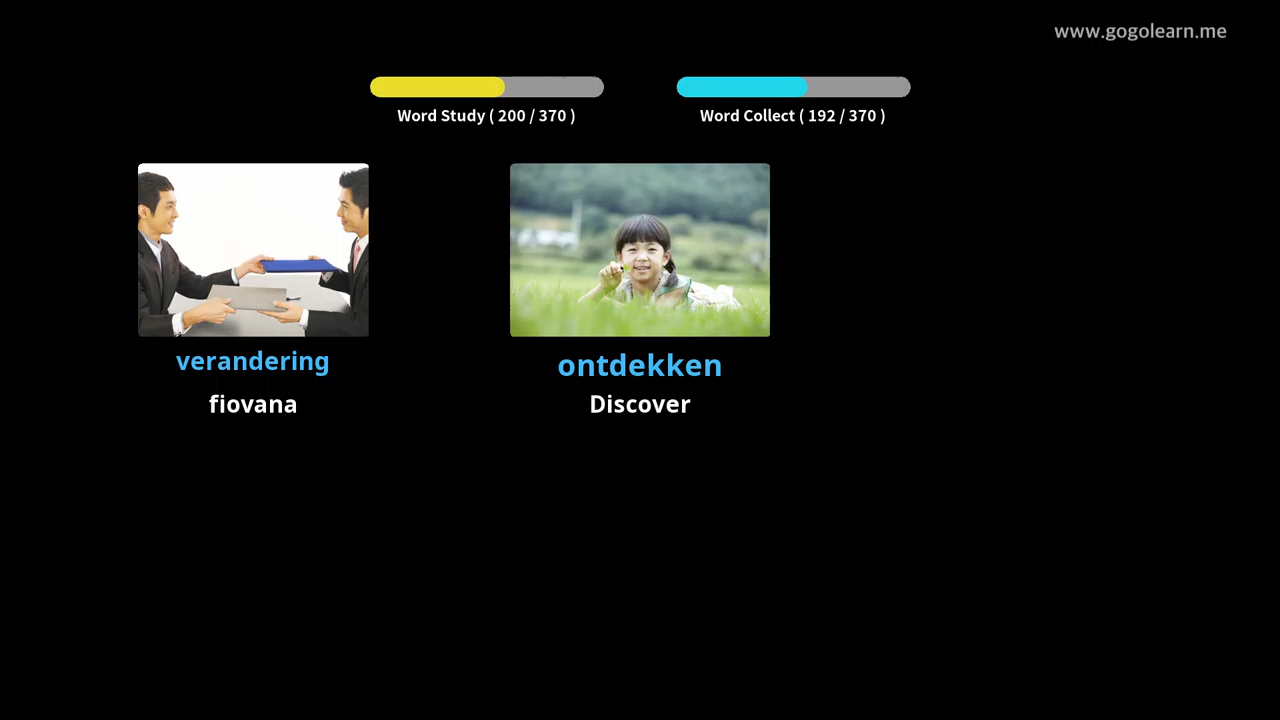 www.gogolearn.me
Word Study ( 200 / 370 )
Word Collect ( 192 / 370 )
verandering
fiovana
ontdekken
Discover